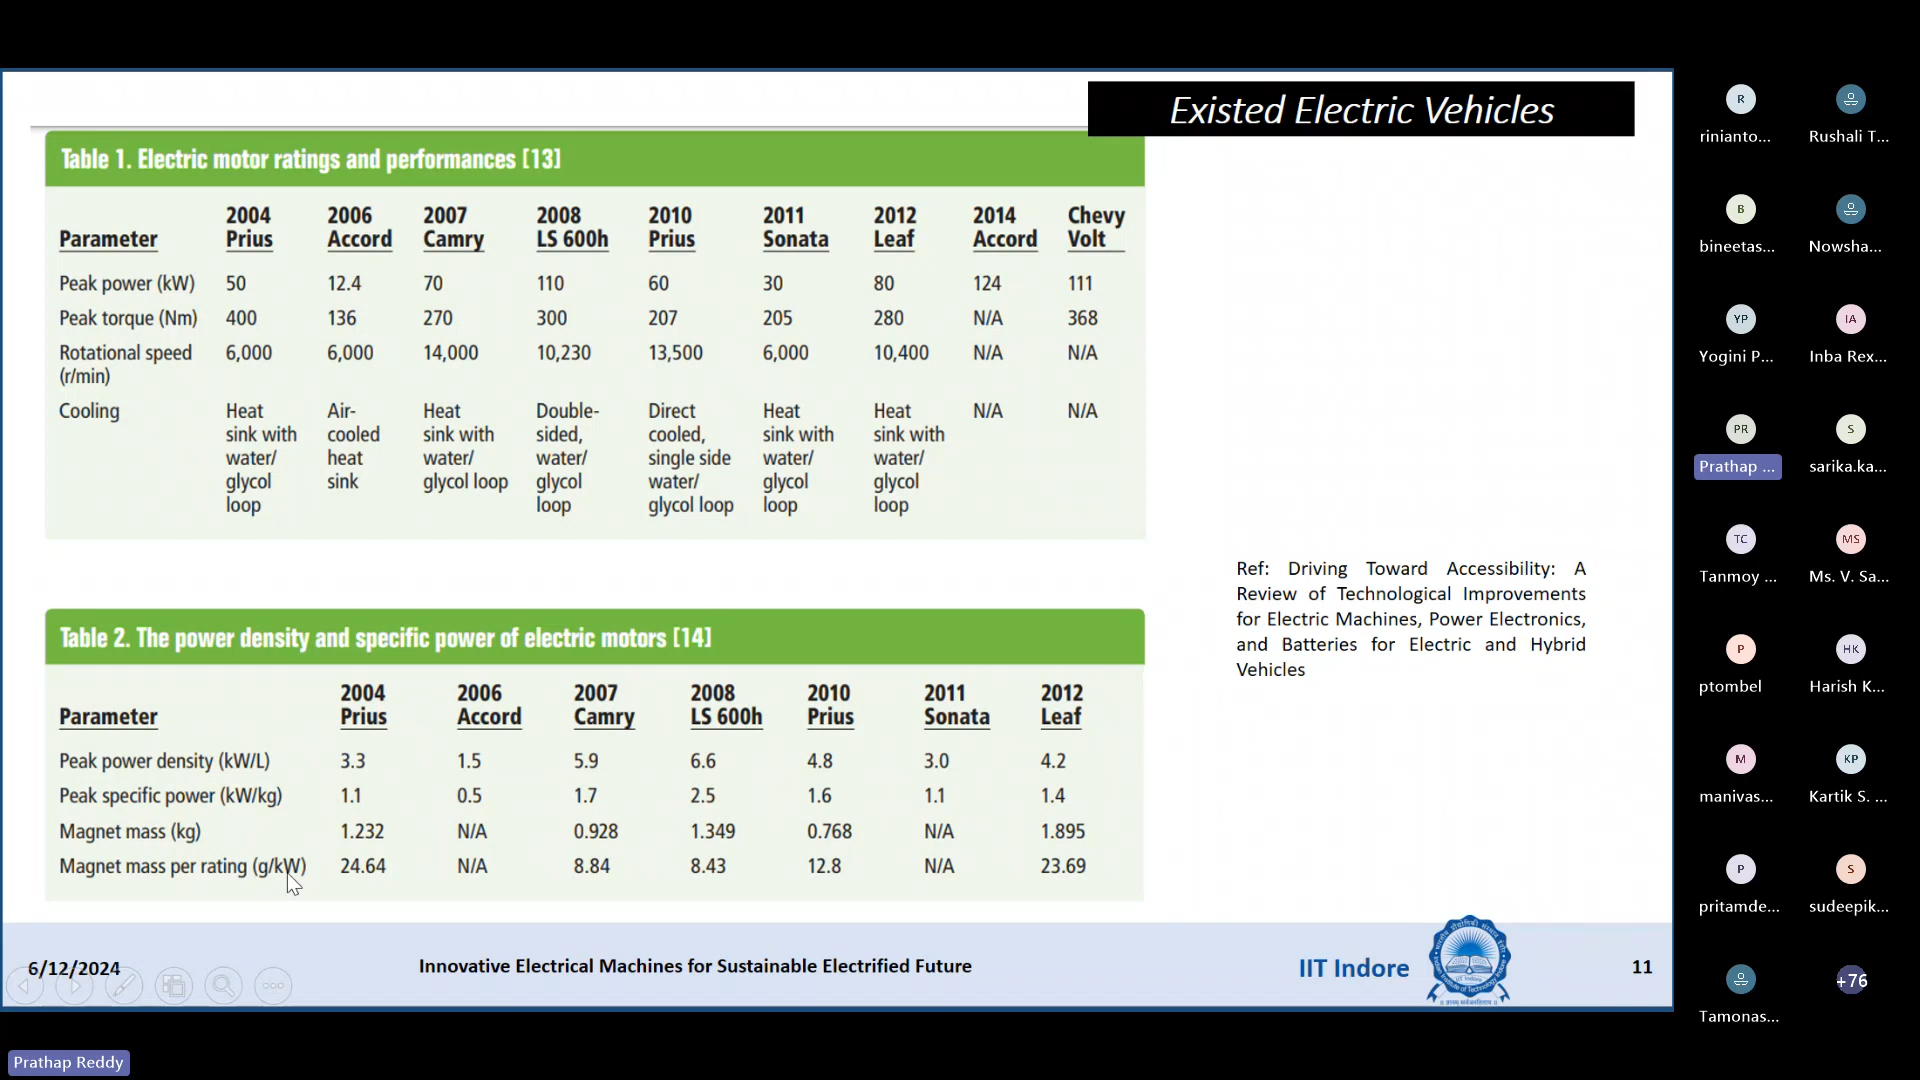 Existed Electric Vehicles
Table 1. Electric motor ratings and performances [13]
Parameter 2004 Prius 2006 Accord 2007 Camry 2008 LS 600h 2010 Prius 2011 Sonata 2012 Leaf 2014 Accord Chevy Volt
Peak power (kW) 50 12.4 70 110 60 30 80 124 111
Peak torque (Nm) 400 136 270 300 207 205 280 N/A 368
Rotational speed (r/min) 6,000 6,000 14,000 10,230 13,500 6,000 10,400 N/A N/A
Cooling Heat sink with water/ glycol loop Air-cooled heat sink Heat sink with water/ glycol loop Double-sided, water/ glycol loop Direct cooled, single side water/ glycol loop Heat sink with water/ glycol loop Heat sink with water/ glycol loop N/A N/A
Ref: Driving Toward Accessibility: A
Review of Technological Improvements
for Electric Machines, Power Electronics,
and Batteries for Electric and Hybrid
Vehicles
Table 2. The power density and specific power of electric motors [14]
Parameter 2004 Prius 2006 Accord 2007 Camry 2008 LS 600h 2010 Prius 2011 Sonata 2012 Leaf
Peak power density (kW/L) 3.3 1.5 5.9 6.6 4.8 3.0 4.2
Peak specific power (kW/kg) 1.1 0.5 1.7 2.5 1.6 1.1 1.4
Magnet mass (kg) 1.232 N/A 0.928 1.349 0.768 N/A 1.895
Magnet mass per rating (g/kW) 24.64 N/A 8.84 8.43 12.8 N/A 23.69
6/12/2024
Innovative Electrical Machines for Sustainable Electrified Future
IIT Indore
11
R
rinianto...
Rushali T...
B
bineetas...
Nowsha...
YP
Yogini P...
IA
Inba Rex...
PR
Prathap ...
S
sarika.ka...
TC
Tanmoy ...
MS
Ms. V. Sa...
P
ptombel
HK
Harish K...
M
manivas...
KP
Kartik S. ...
P
pritamde...
S
sudeepik...
Tamonas...
+76
Prathap Reddy